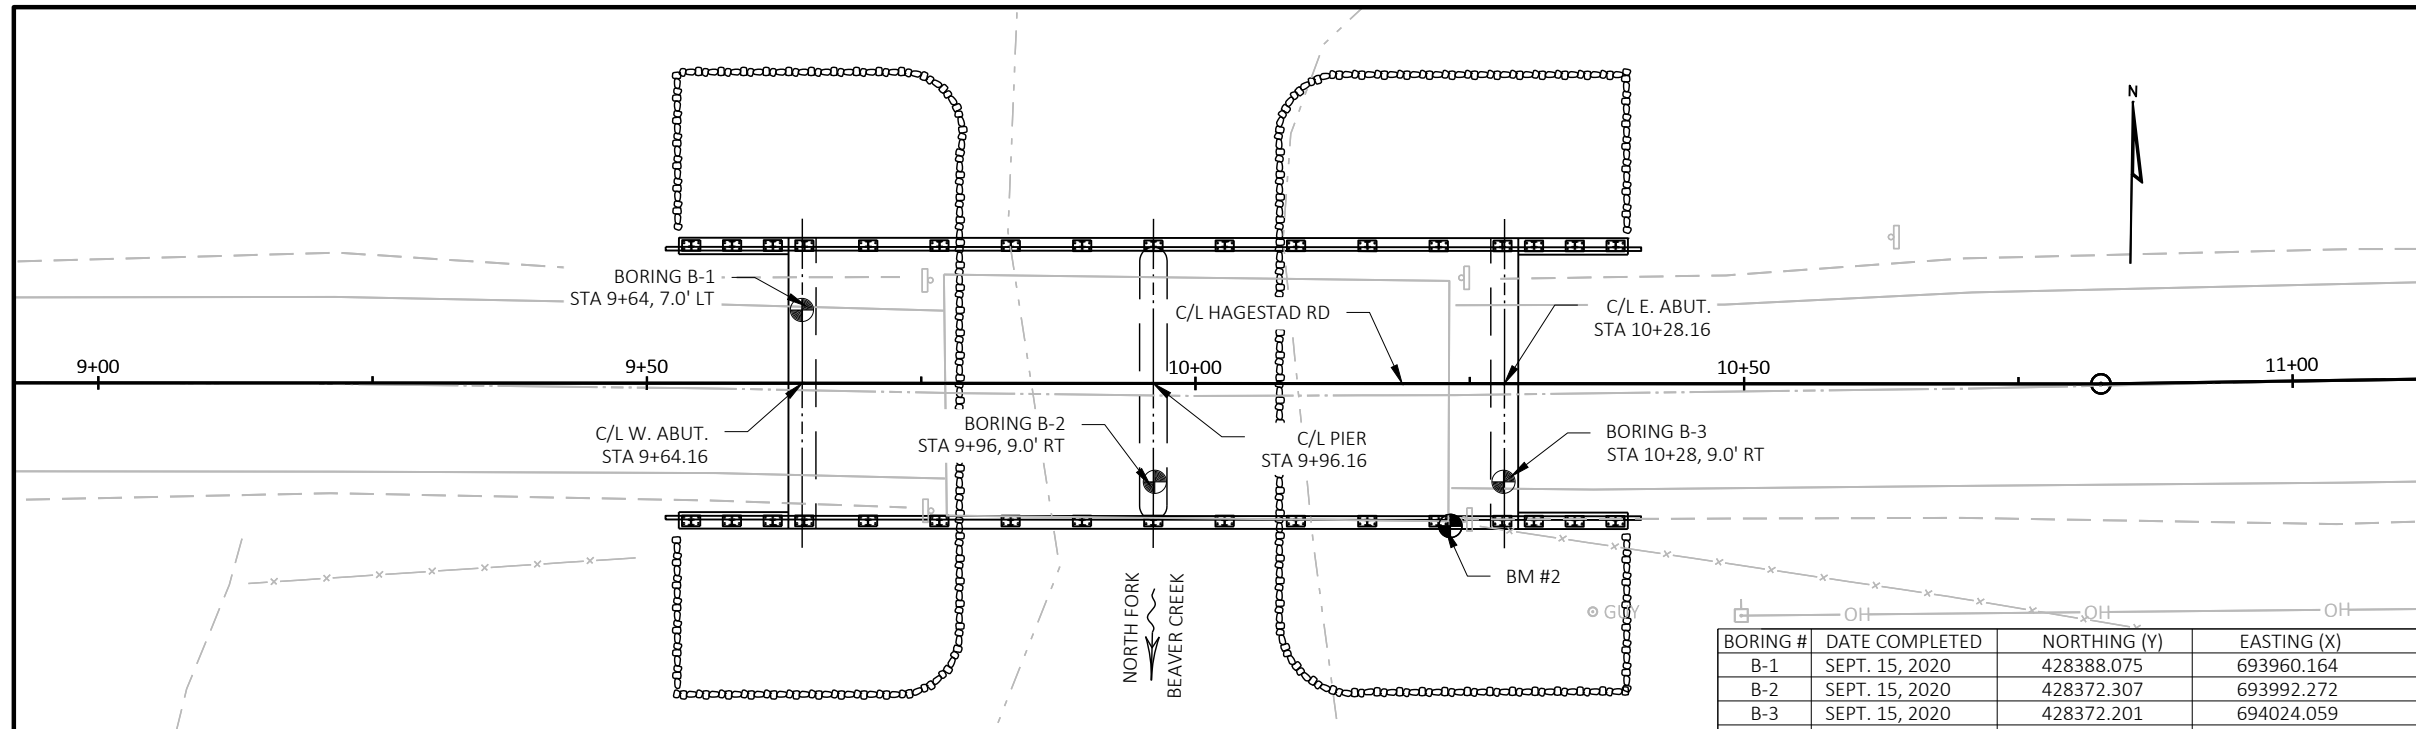 N
BORING B-1
STA 9+64, 7.0' LT
C/L HAGESTAD RD
C/L E. ABUT.
STA 10+28.16
9+00
9+50
10+00
10+50
11+00
C/L W. ABUT.
STA 9+64.16
BORING B-2
STA 9+96, 9.0' RT
C/L PIER
STA 9+96.16
BORING B-3
STA 10+28, 9.0' RT
BM #2
NORTH FORK
BEAVER CREEK
GUY
OH
OH
OH
BORING # DATE COMPLETED NORTHING (Y) EASTING (X)
B-1 SEPT. 15, 2020 428388.075 693960.164
B-2 SEPT. 15, 2020 428372.307 693992.272
B-3 SEPT. 15, 2020 428372.201 694024.059